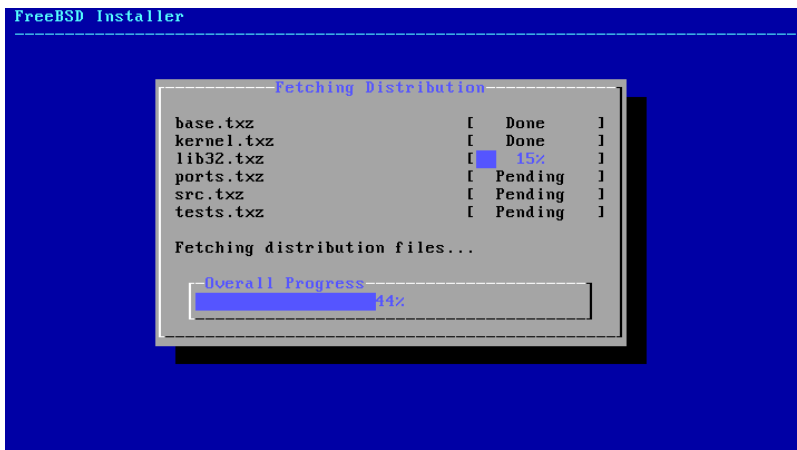 FreeBSD Installer
Fetching Distribution
base.txz [ Done ]
kernel.txz [ Done ]
lib32.txz [ 15% ]
ports.txz [ Pending ]
src.txz [ Pending ]
tests.txz [ Pending ]
Fetching distribution files...
Overall Progress
44%